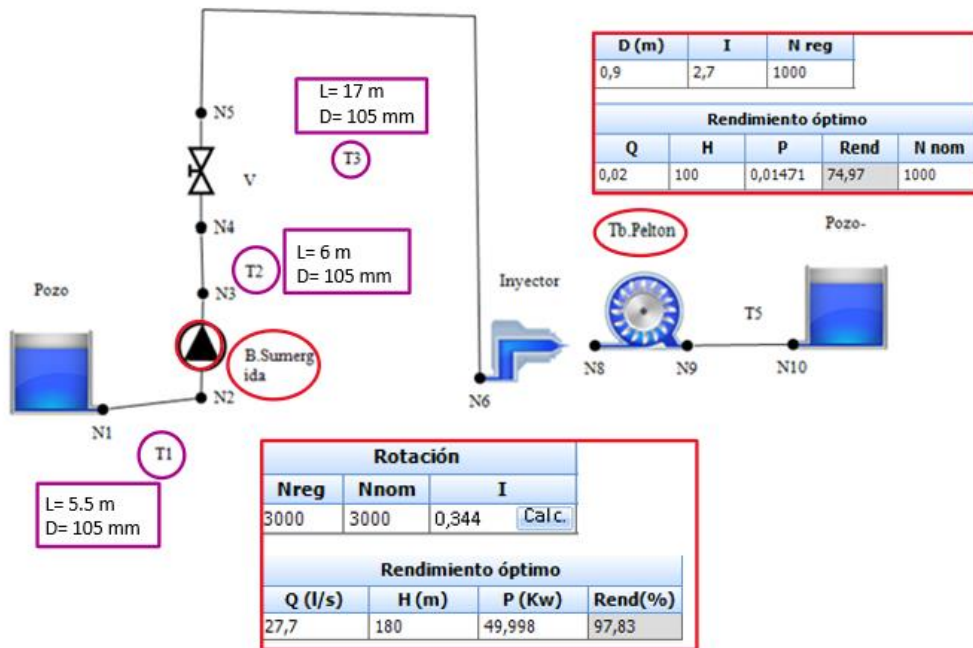 N5
V
N4
N3
N2
N1
Pozo
B.Sumerg
ida
T1
L= 5.5 m
D= 105 mm
T2
L= 6 m
D= 105 mm
T3
L= 17 m
D= 105 mm
N6
Inyector
N8
Tb.Pelton
N9
T5
N10
Pozo-
D (m) I N reg
0,9 2,7 1000
Rendimiento óptimo
Q H P Rend N nom
0,02 100 0,01471 74,97 1000
Rotación
Nreg Nnom I
3000 3000 0,344 Calc.
Rendimiento óptimo
Q (l/s) H (m) P (Kw) Rend(%)
27,7 180 49,998 97,83